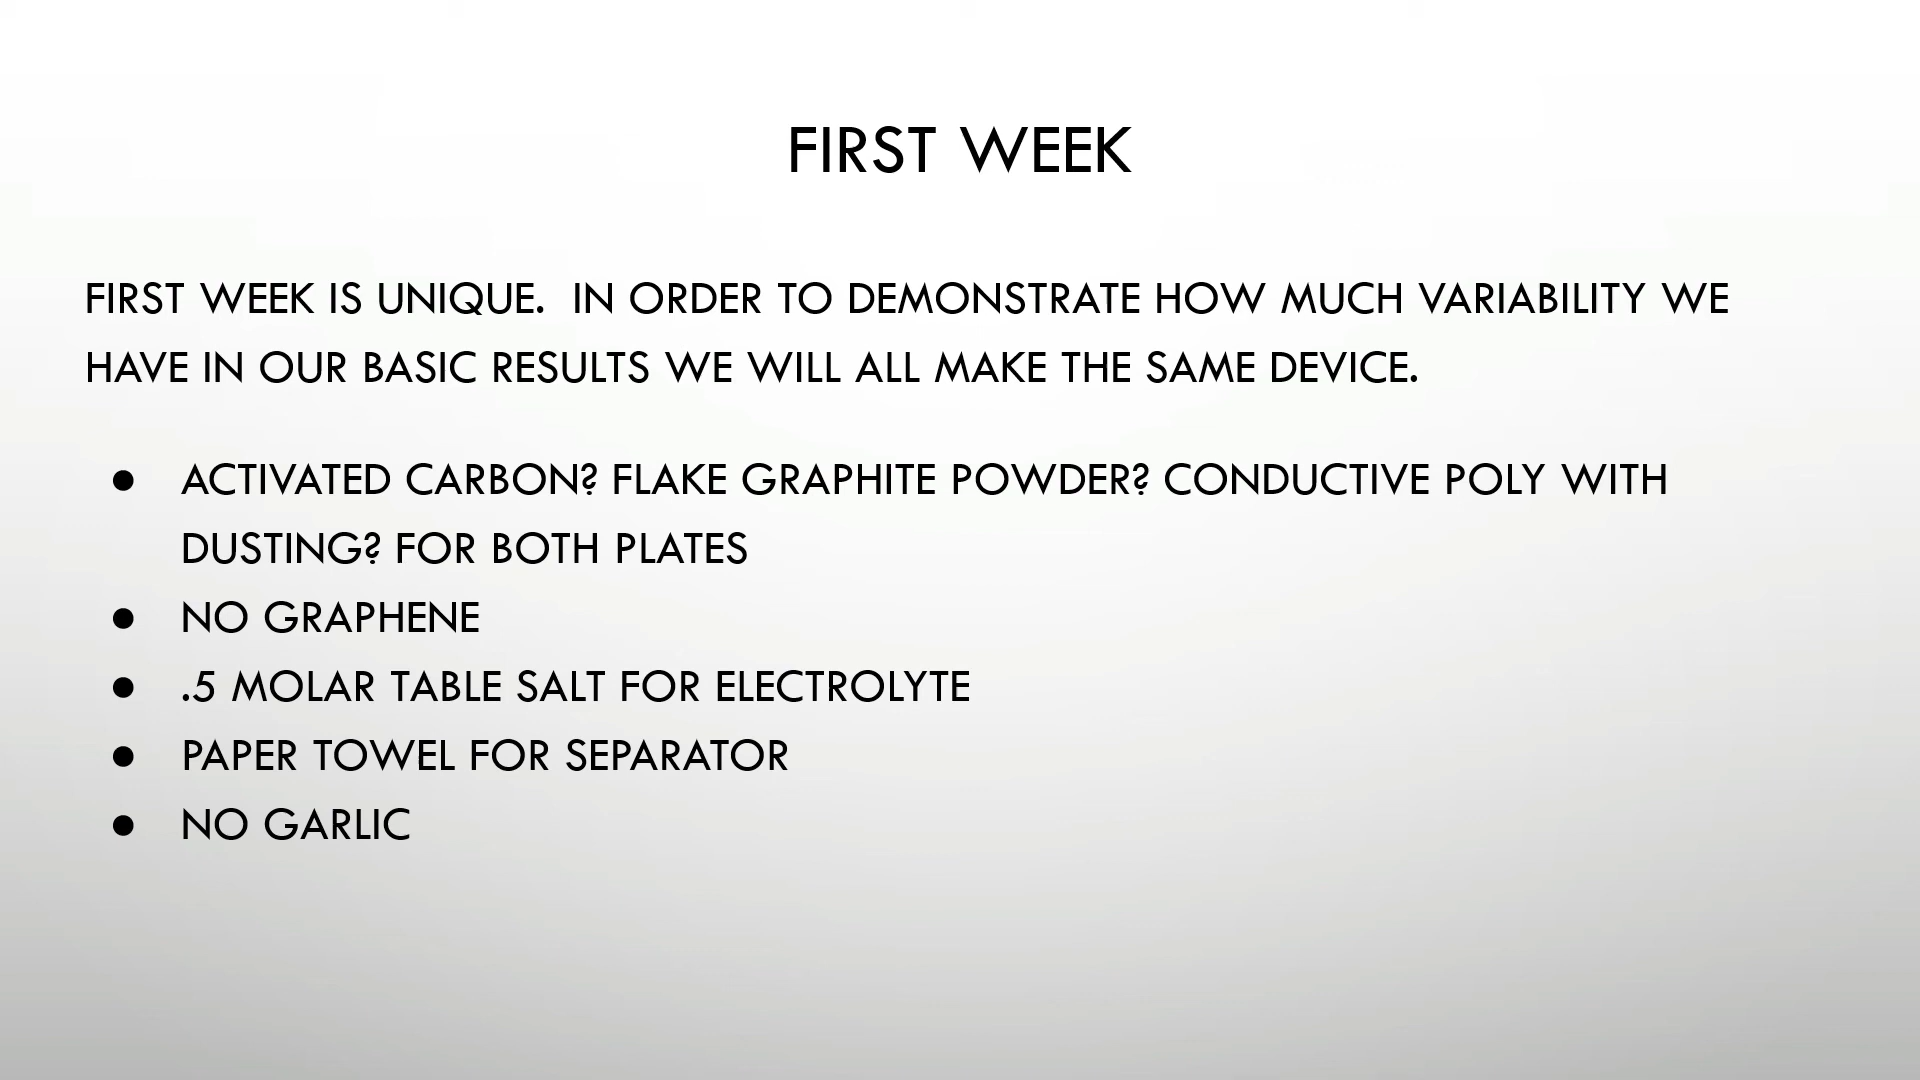 FIRST WEEK
FIRST WEEK IS UNIQUE.  IN ORDER TO DEMONSTRATE HOW MUCH VARIABILITY WE
HAVE IN OUR BASIC RESULTS WE WILL ALL MAKE THE SAME DEVICE.
● ACTIVATED CARBON? FLAKE GRAPHITE POWDER? CONDUCTIVE POLY WITH
DUSTING? FOR BOTH PLATES
● NO GRAPHENE
● .5 MOLAR TABLE SALT FOR ELECTROLYTE
● PAPER TOWEL FOR SEPARATOR
● NO GARLIC